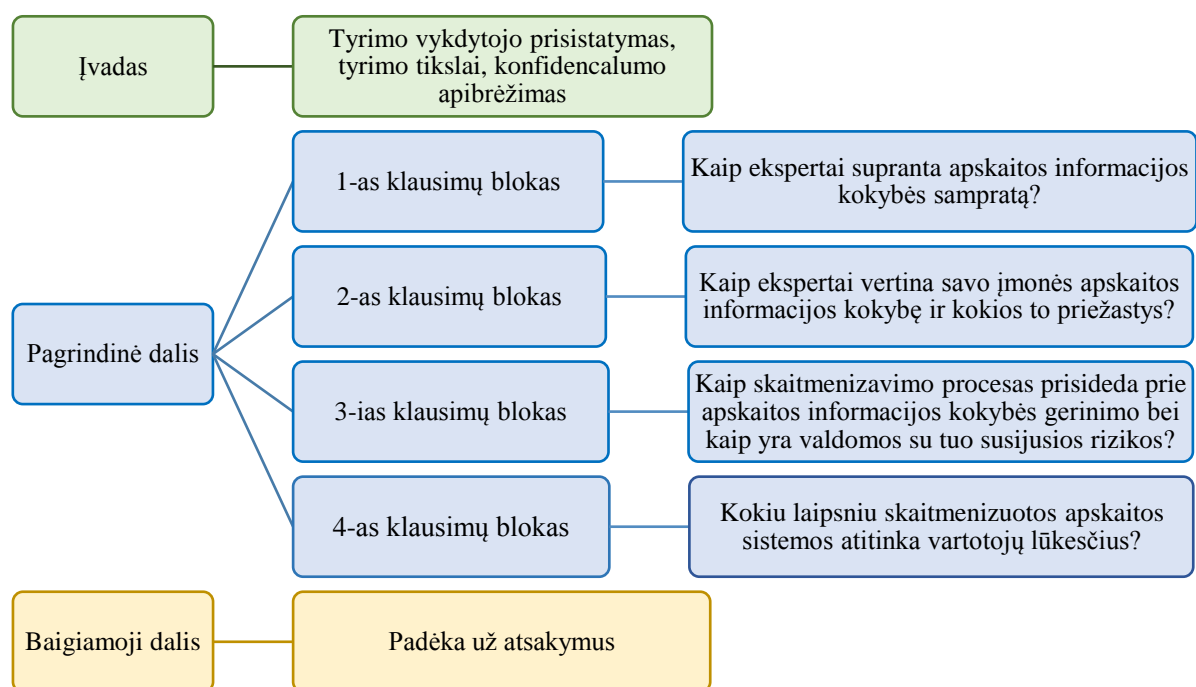 Įvadas
Tyrimo vykdytojo prisistatymas,
tyrimo tikslai, konfidencalumo
apibrėžimas
Pagrindinė dalis
1-as klausimų blokas
Kaip ekspertai supranta apskaitos informacijos
kokybės sampratą?
2-as klausimų blokas
Kaip ekspertai vertina savo įmonės apskaitos
informacijos kokybę ir kokios to priežastys?
3-ias klausimų blokas
Kaip skaitmenizavimo procesas prisideda prie
apskaitos informacijos kokybės gerinimo bei
kaip yra valdomos su tuo susijusios rizikos?
4-as klausimų blokas
Kokiu laipsniu skaitmenizuotos apskaitos
sistemos atitinka vartotojų lūkesčius?
Baigiamoji dalis
Padėka už atsakymus